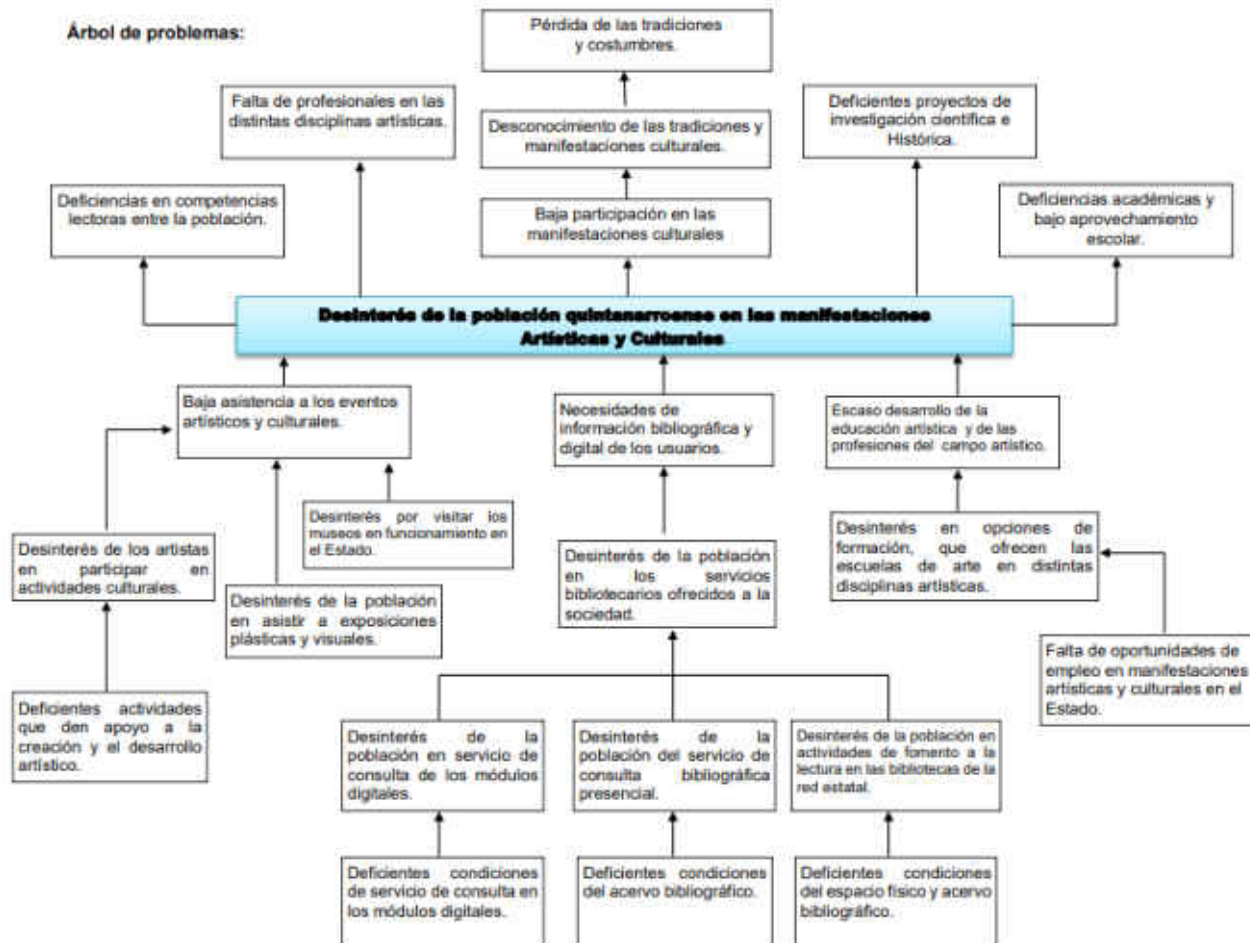 Árbol de problemas:
Pérdida de las tradiciones
y costumbres.
Falta de profesionales en las
distintas disciplinas artísticas.
Desconocimiento de las tradiciones y
manifestaciones culturales.
Deficientes proyectos de
investigación científica e
Histórica.
Deficiencias en competencias
lectoras entre la población.
Baja participación en las
manifestaciones culturales
Deficiencias académicas y
bajo aprovechamiento
escolar.
Desinterés de la población quintanarroense en las manifestaciones
Artísticas y Culturales
Baja asistencia a los eventos
artísticos y culturales.
Necesidades de
información bibliográfica y
digital de los usuarios.
Escaso desarrollo de la
educación artística y de las
profesiones del campo artístico.
Desinterés de los artistas
en participar en
actividades culturales.
Desinterés por visitar los
museos en funcionamiento en
el Estado.
Desinterés de la población
en asistir a exposiciones
plásticas y visuales.
Desinterés de la población
en los servicios
bibliotecarios ofrecidos a la
sociedad.
Desinterés en opciones de
formación, que ofrecen las
escuelas de arte en distintas
disciplinas artísticas.
Falta de oportunidades de
empleo en manifestaciones
artísticas y culturales en el
Estado.
Deficientes actividades
que den apoyo a la
creación y el desarrollo
artístico.
Desinterés de la
población en servicio de
consulta de los módulos
digitales.
Desinterés de la
población del servicio de
consulta bibliográfica
presencial.
Desinterés de la población en
actividades de fomento a la
lectura en las bibliotecas de la
red estatal.
Deficientes condiciones
de servicio de consulta en
los módulos digitales.
Deficientes condiciones
del acervo bibliográfico.
Deficientes condiciones
del espacio físico y acervo
bibliográfico.